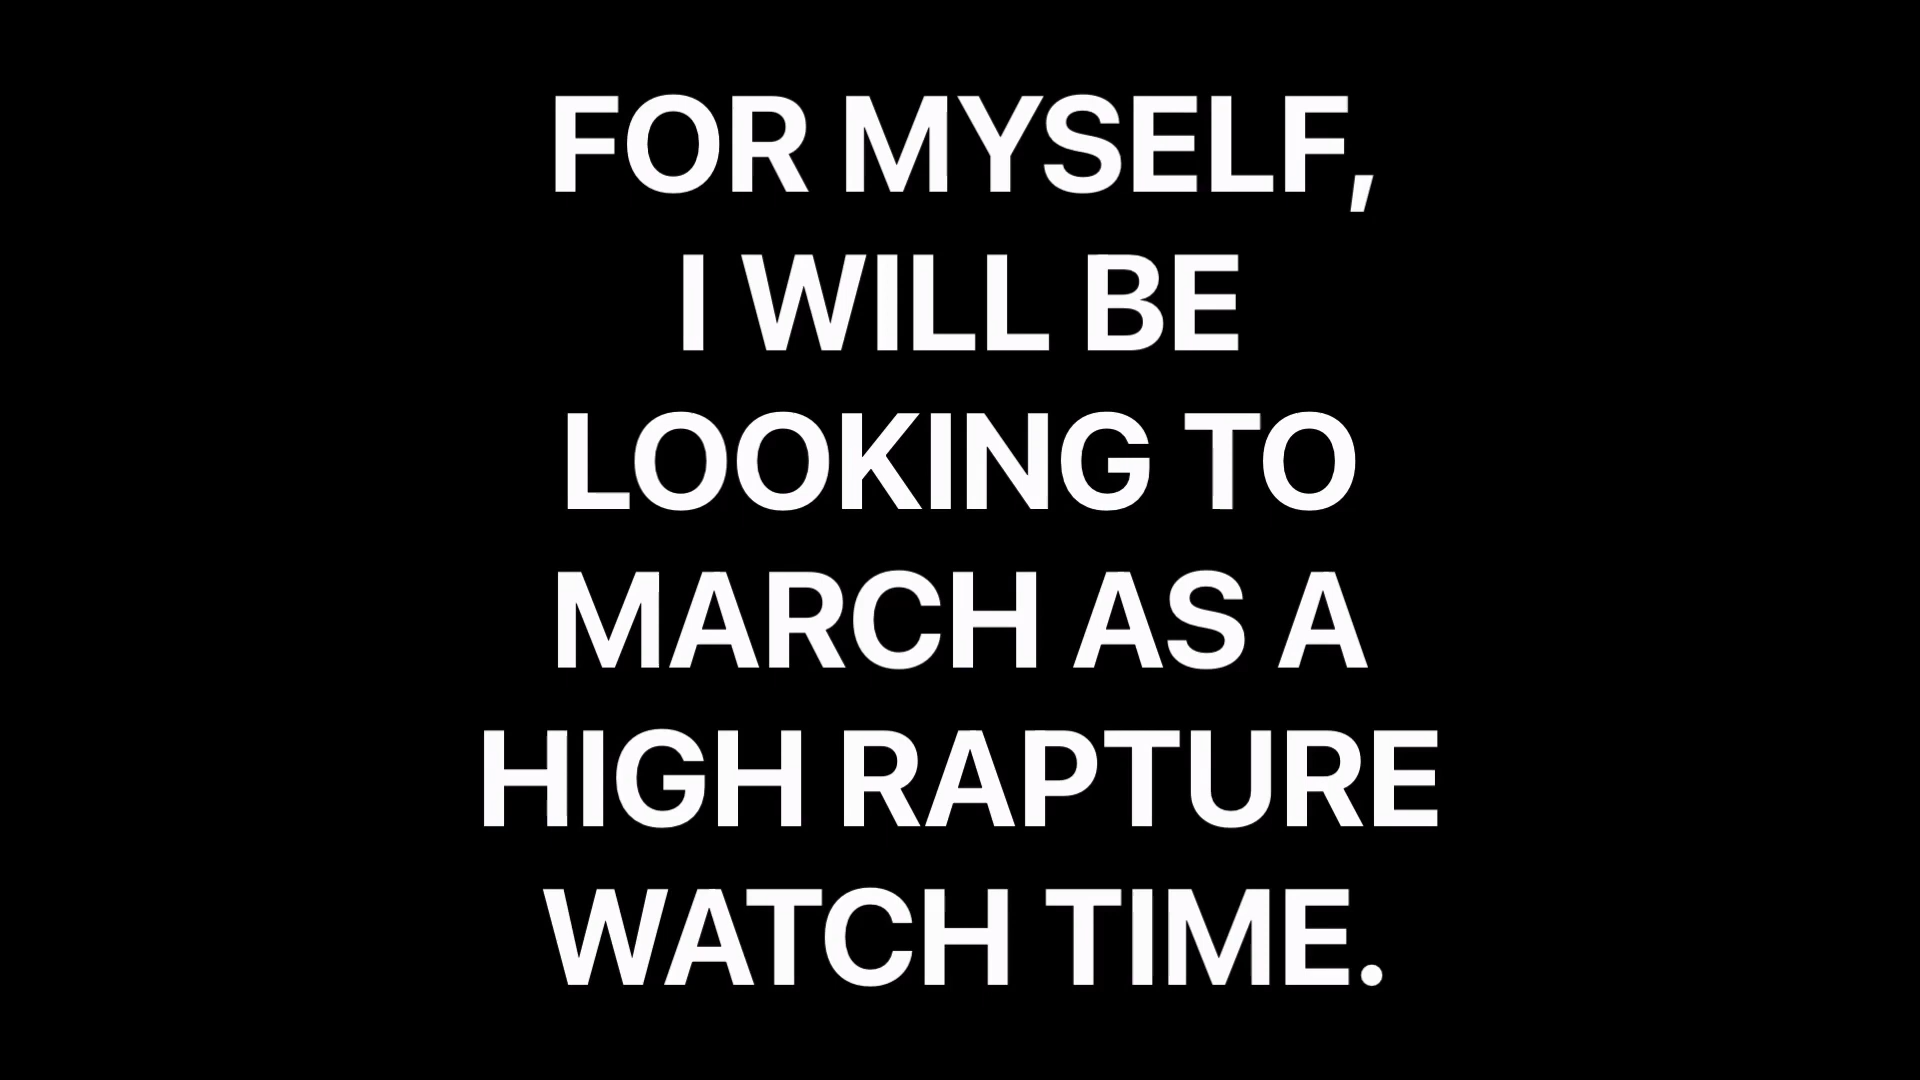 FOR MYSELF,
I WILL BE
LOOKING TO
MARCH AS A
HIGH RAPTURE
WATCH TIME.